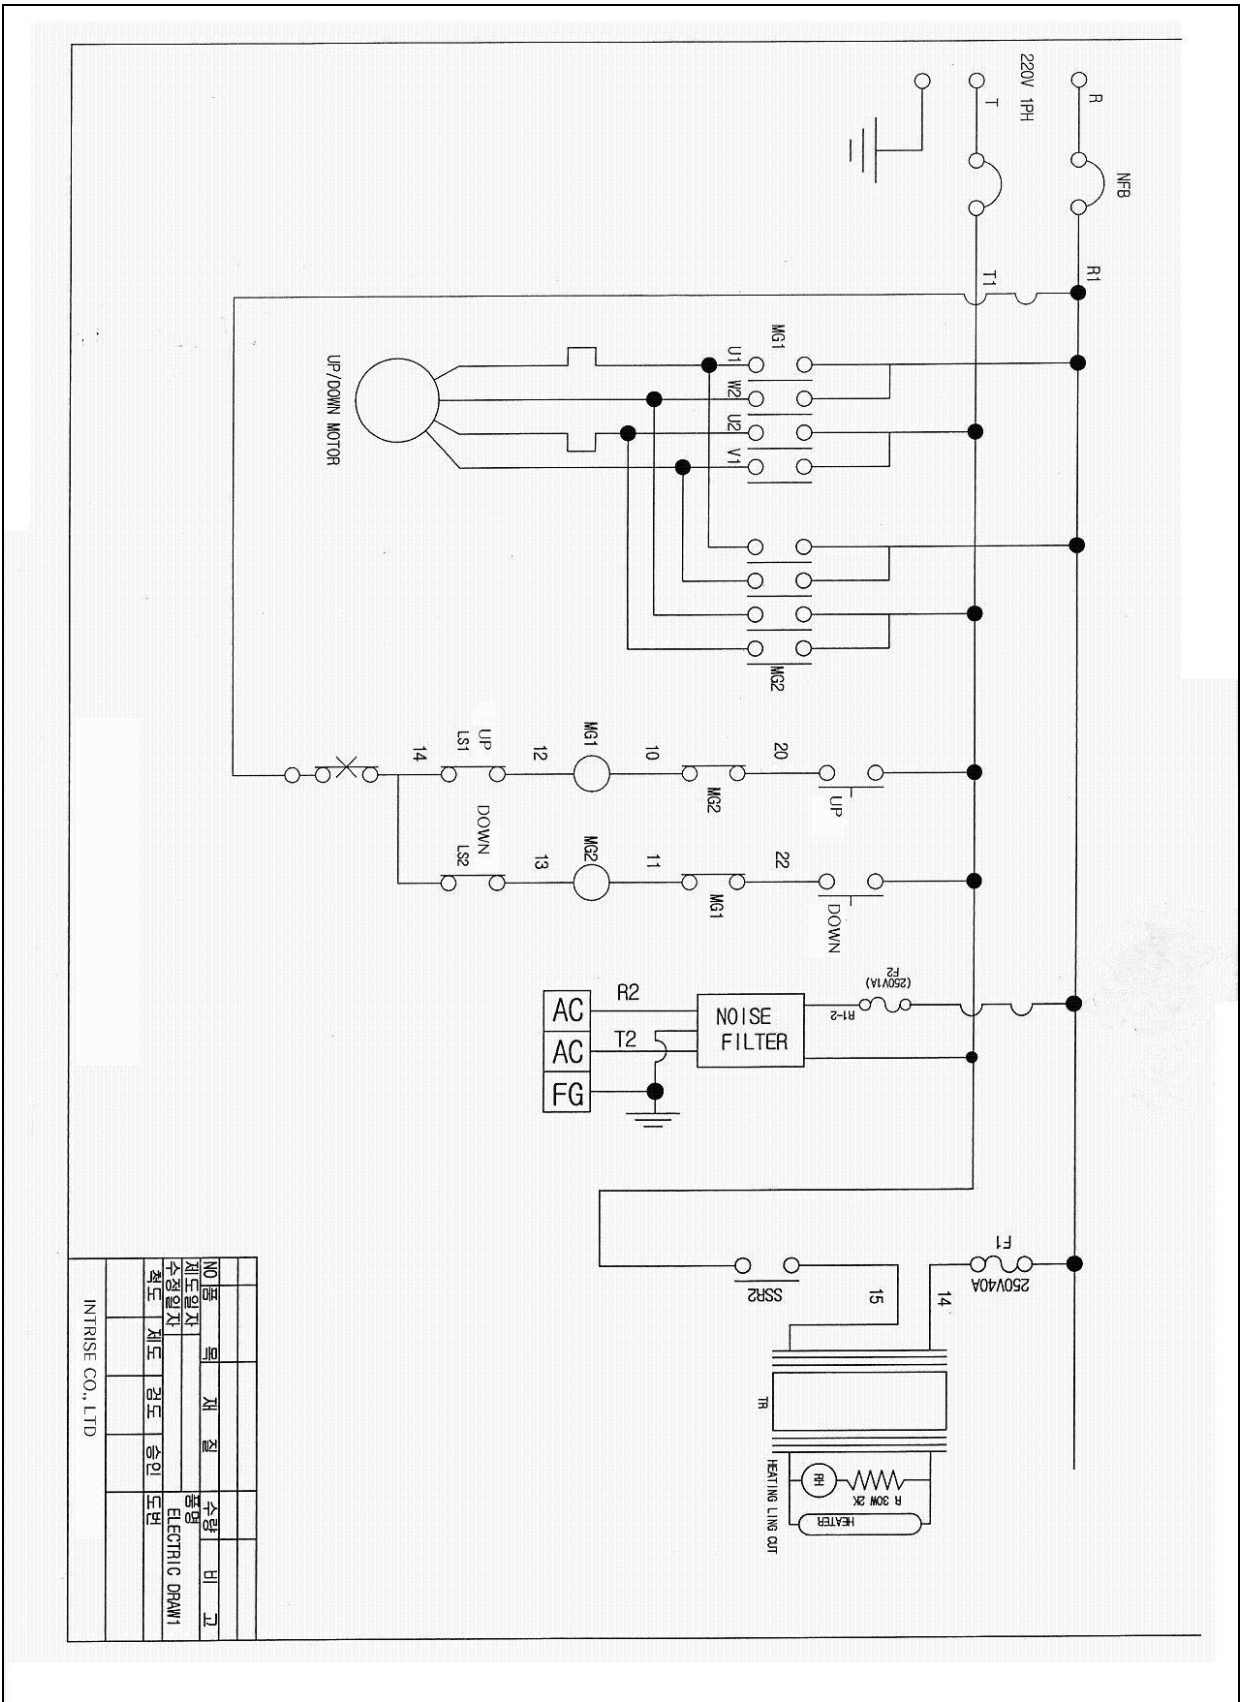 220V 1PH
R
T
NFB
R1
T1
MG1
U1
W2
U2
V1
UP/DOWN MOTOR
MG2
14
UP
LS1
12
MG1
10
MG2
20
UP
DOWN
LS2
13
MG2
11
MG1
22
DOWN
AC
R2
AC
T2
FG
NOISE
FILTER
R1-2
F2
(250V1A)
F1
250V40A
SSR2
15
14
TR
RH
R 30W 2K
HEATER
HEATING LING CUT
NO 품 목 재 질 수량 비 고
제도일자
품명
수정일자
ELECTRIC DRAW1
척도 제도 검도 승인 도번
INTRISE CO., LTD